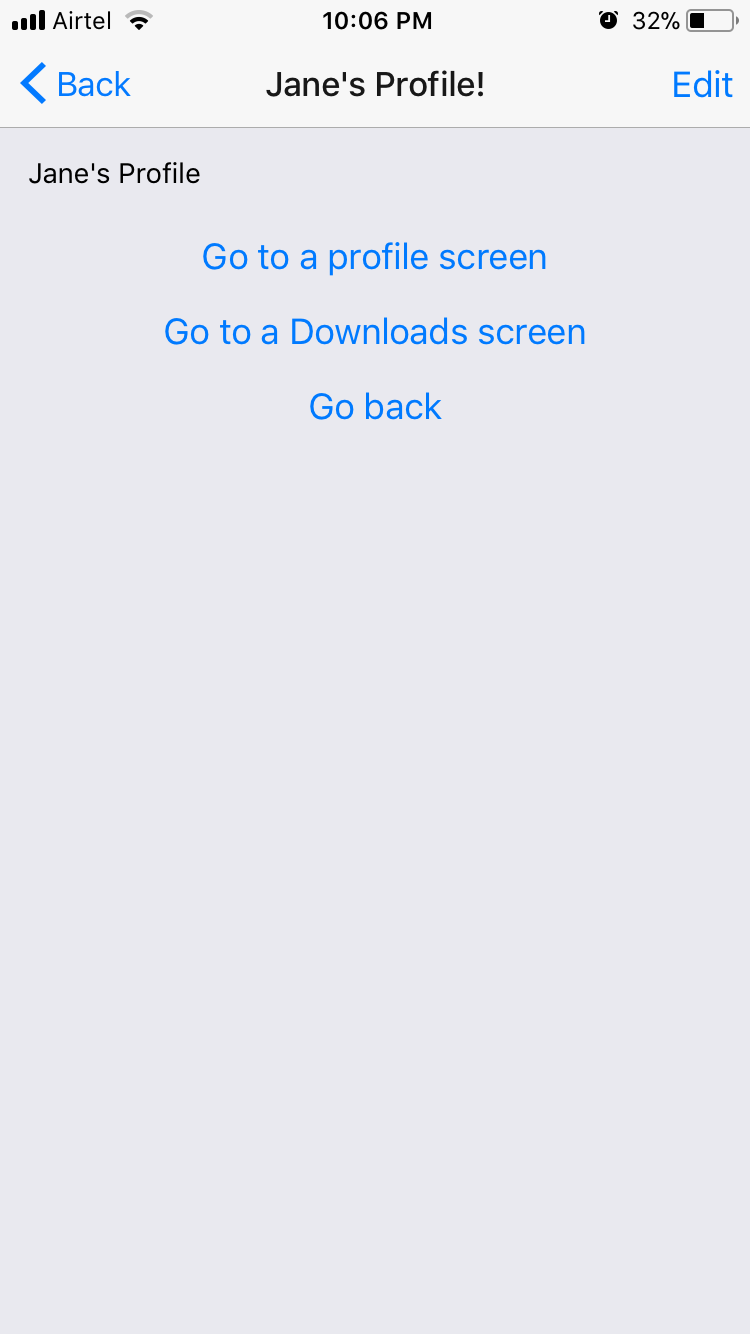 Airtel 10:06 PM 32%
Back Jane's Profile! Edit
Jane's Profile
Go to a profile screen
Go to a Downloads screen
Go back